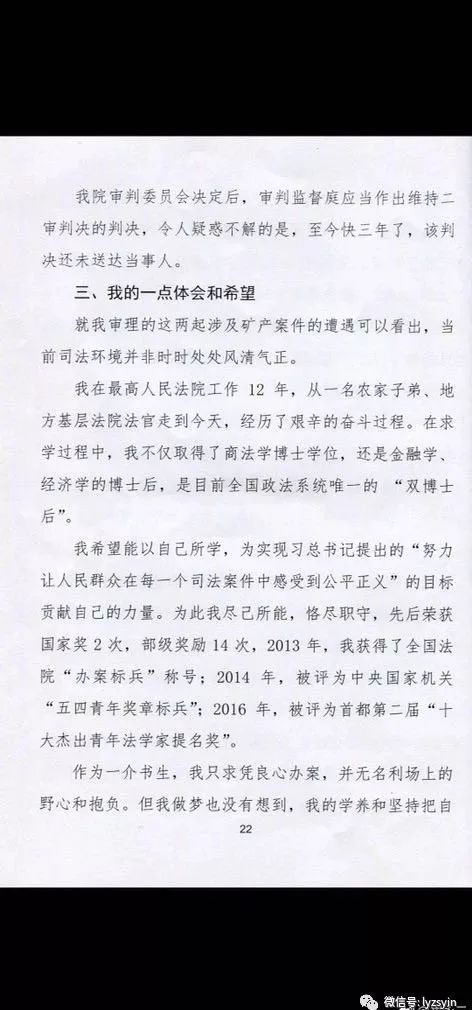 我院审判委员会决定后，审判监督庭应当作出维持二
审判决的判决，令人疑惑不解的是，至今快三年了，该判
决还未送达当事人。
三、我的一点体会和希望
就我审理的这两起涉及矿产案件的遭遇可以看出，当
前司法环境并非时时处处风清气正。
我在最高人民法院工作 12 年，从一名农家子弟、地
方基层法院法官走到今天，经历了艰辛的奋斗过程。在求
学过程中，我不仅取得了商法学博士学位，还是金融学、
经济学的博士后，是目前全国政法系统唯一的 “双博士
后”。
我希望能以自己所学，为实现习总书记提出的“努力
让人民群众在每一个司法案件中感受到公平正义”的目标
贡献自己的力量。为此我尽己所能，恪尽职守，先后荣获
国家奖 2 次，部级奖励 14 次，2013 年，我获得了全国法
院“办案标兵”称号；2014 年，被评为中央国家机关
“五四青年奖章标兵”；2016 年，被评为首都第二届“十
大杰出青年法学家提名奖”。
作为一介书生，我只求凭良心办案，并无名利场上的
野心和抱负。但我做梦也没有想到，我的学养和坚持把自
22
微信号: lyzsyin_